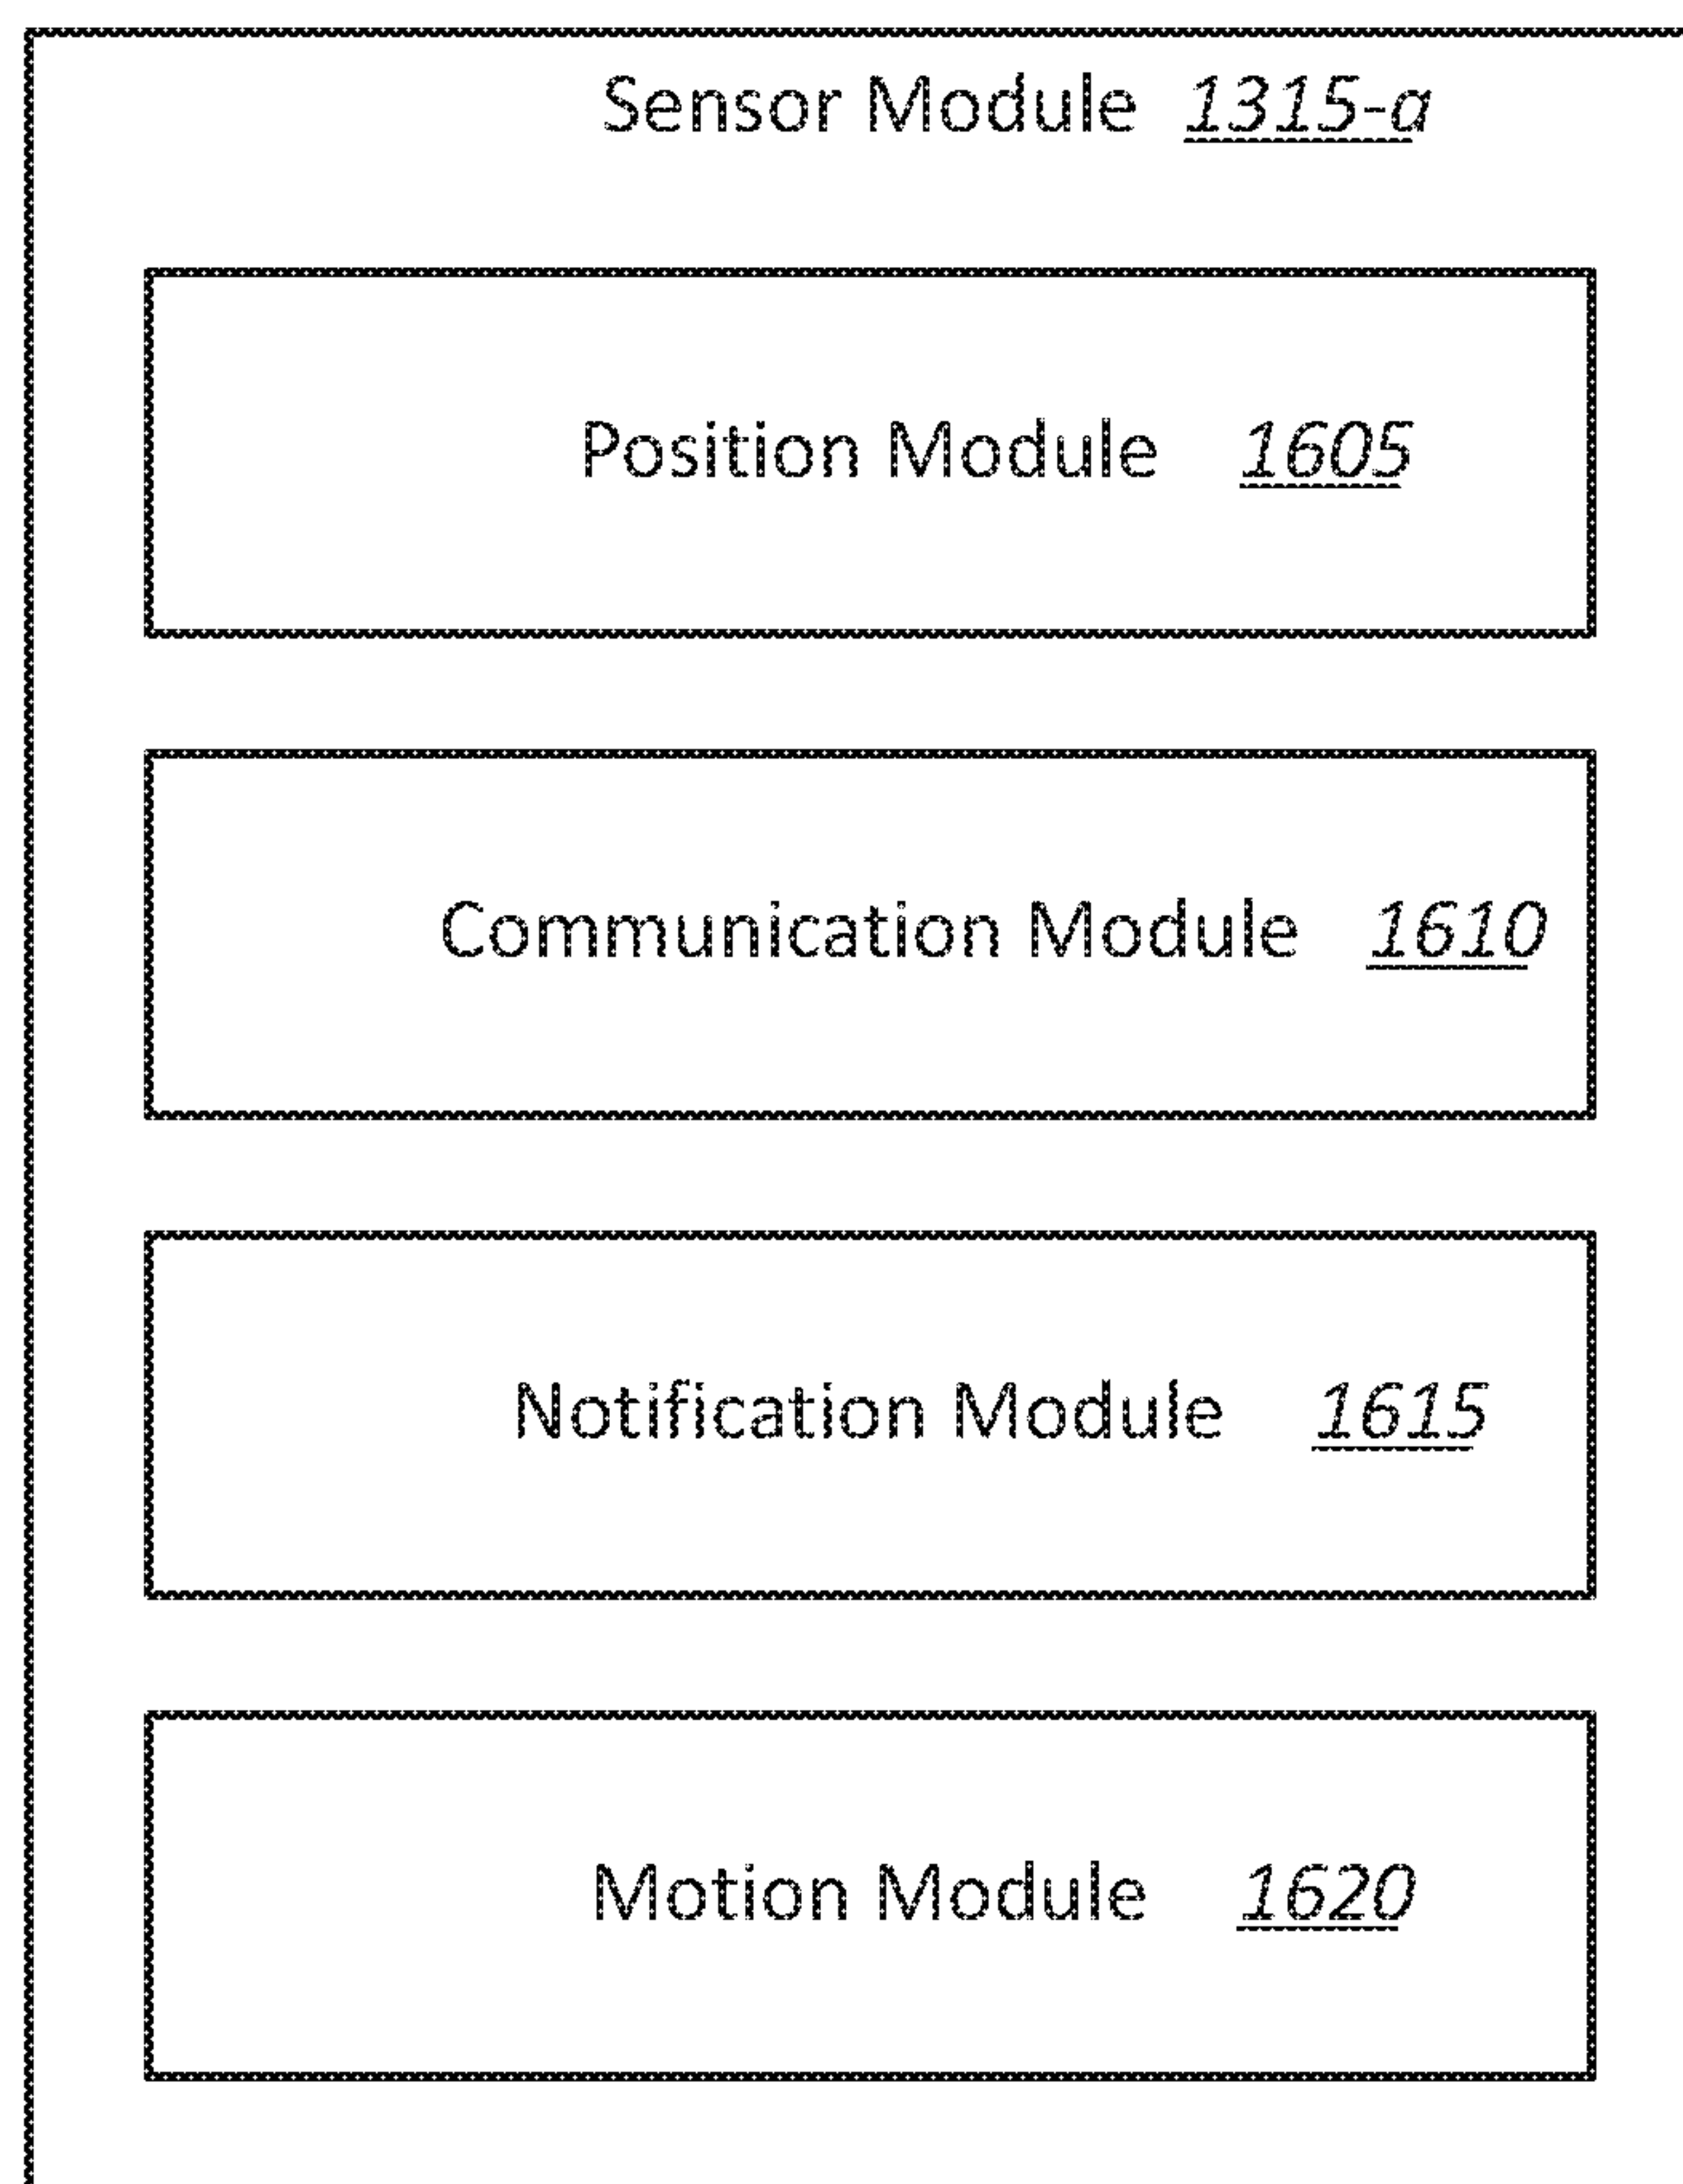 Sensor Module 1315-a
Position Module 1605
Communication Module 1610
Notification Module 1615
Motion Module 1620